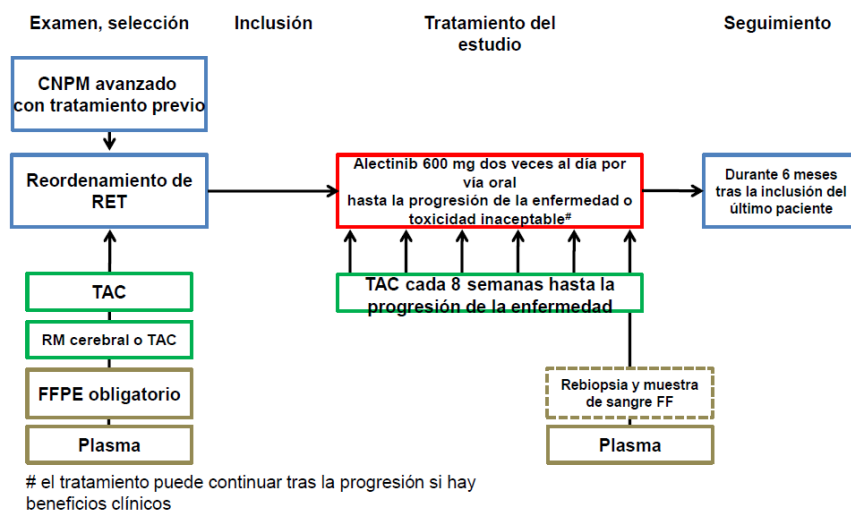 Examen, selección
Inclusión
Tratamiento del
estudio
Seguimiento
CNPM avanzado
con tratamiento previo
Reordenamiento de
RET
Alectinib 600 mg dos veces al día por
vía oral
hasta la progresión de la enfermedad o
toxicidad inaceptable#
Durante 6 meses
tras la inclusión del
último paciente
TAC
TAC cada 8 semanas hasta la
progresión de la enfermedad
RM cerebral o TAC
FFPE obligatorio
Rebiopsia y muestra
de sangre FF
Plasma
Plasma
# el tratamiento puede continuar tras la progresión si hay
beneficios clínicos